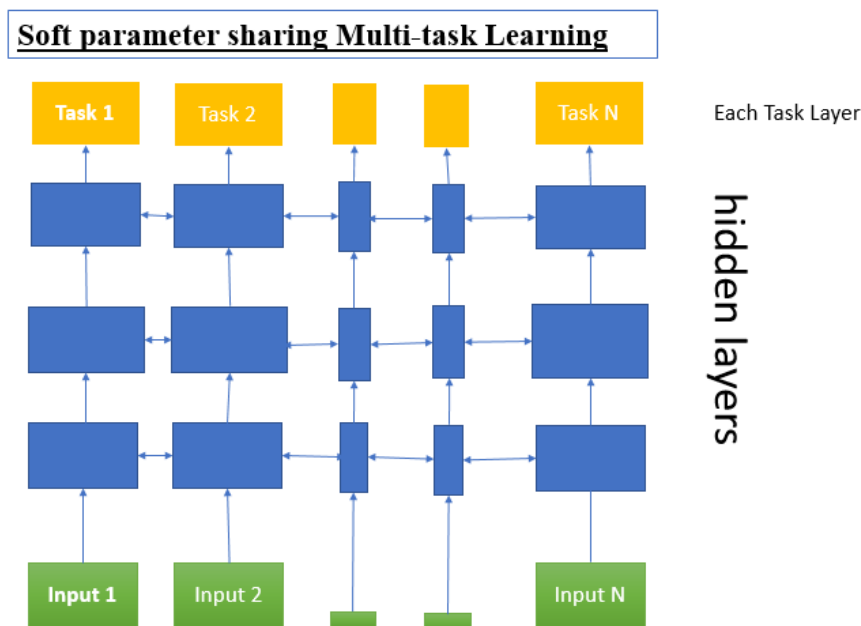 Soft parameter sharing Multi-task Learning
Task 1
Task 2
Task N
Each Task Layer
hidden layers
Input 1
Input 2
Input N